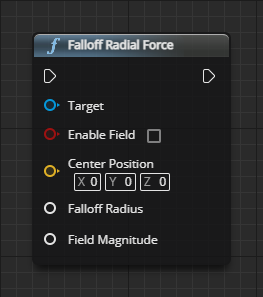 f Falloff Radial Force
Target
Enable Field
Center Position
X 0 Y 0 Z 0
Falloff Radius
Field Magnitude